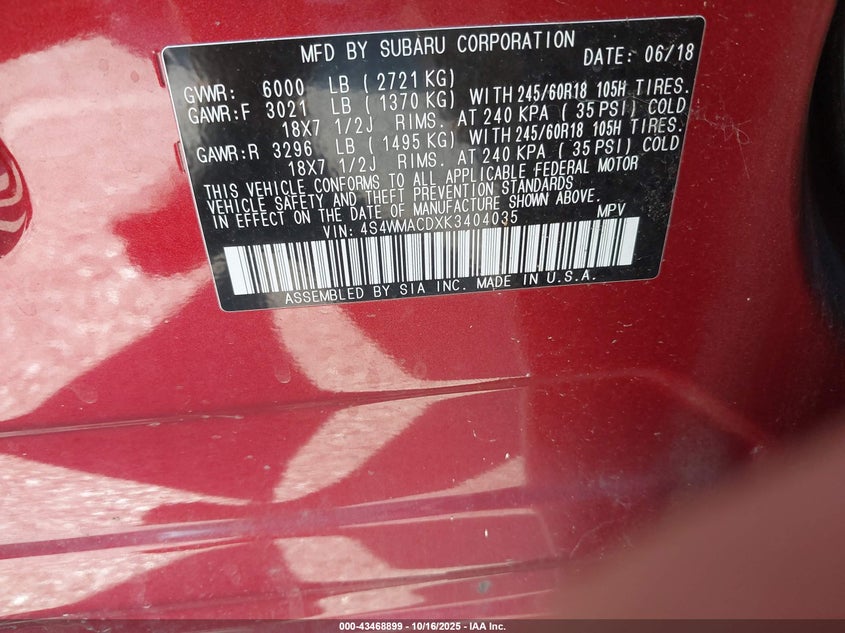 MFD BY SUBARU CORPORATION DATE: 06/18
GVWR: 6000 LB (2721 KG)
GAWR:F 3021 LB (1370 KG) WITH 245/60R18 105H TIRES.
18X7 1/2J RIMS. AT 240 KPA (35 PSI) COLD
GAWR:R 3296 LB (1495 KG) WITH 245/60R18 105H TIRES.
18X7 1/2J RIMS. AT 240 KPA (35 PSI) COLD
THIS VEHICLE CONFORMS TO ALL APPLICABLE FEDERAL MOTOR
VEHICLE SAFETY AND THEFT PREVENTION STANDARDS
IN EFFECT ON THE DATE OF MANUFACTURE SHOWN ABOVE.
VIN: 4S4WMACDXK3404035 MPV
ASSEMBLED BY SIA INC. MADE IN U.S.A.
000-43468899 | 10/16/2025 - IAA Inc.